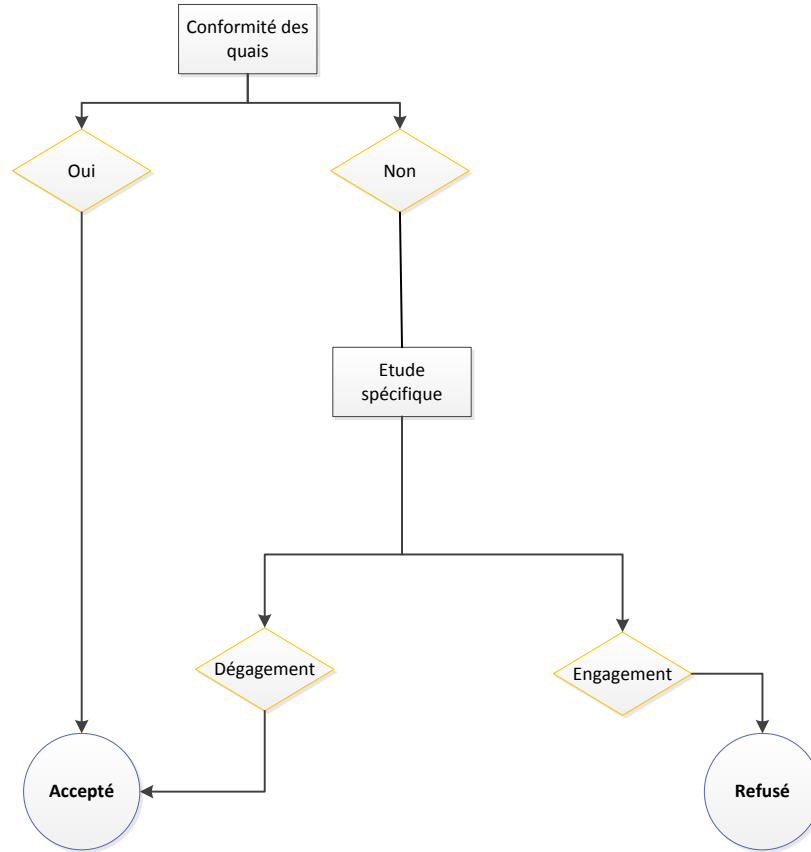 Conformité des
quais
Oui
Non
Etude
spécifique
Dégagement
Engagement
Accepté
Refusé